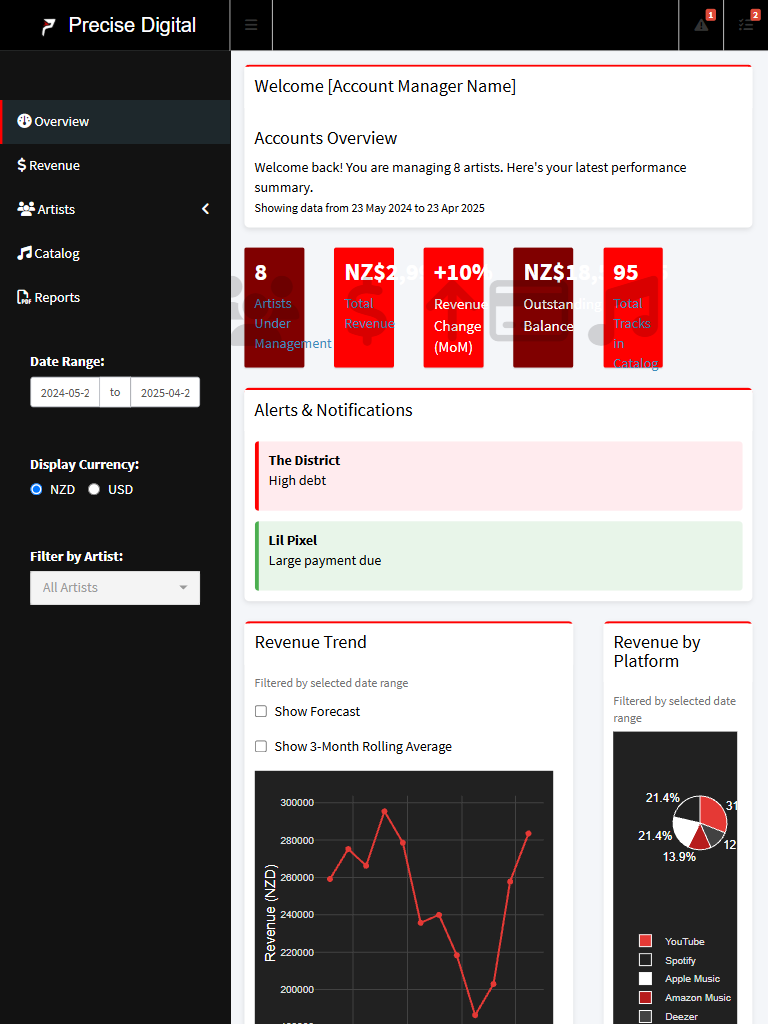 Precise Digital
1
2
Overview
Revenue
Artists
Catalog
Reports
Date Range:
2024-05-2 to 2025-04-2
Display Currency:
NZD USD
Filter by Artist:
All Artists
Welcome [Account Manager Name]
Accounts Overview
Welcome back! You are managing 8 artists. Here's your latest performance
summary.
Showing data from 23 May 2024 to 23 Apr 2025
8
Artists
Under
Management
NZ$2,9
Total
Revenue
+10%
Revenue
Change
(MoM)
NZ$18,
Outstanding
Balance
95
Total
Tracks
in
Catalog
Alerts & Notifications
The District
High debt
Lil Pixel
Large payment due
Revenue Trend
Filtered by selected date range
Show Forecast
Show 3-Month Rolling Average
300000
280000
260000
240000
220000
200000
Revenue (NZD)
Revenue by
Platform
Filtered by selected date
range
21.4%
31
21.4%
12
13.9%
YouTube
Spotify
Apple Music
Amazon Music
Deezer